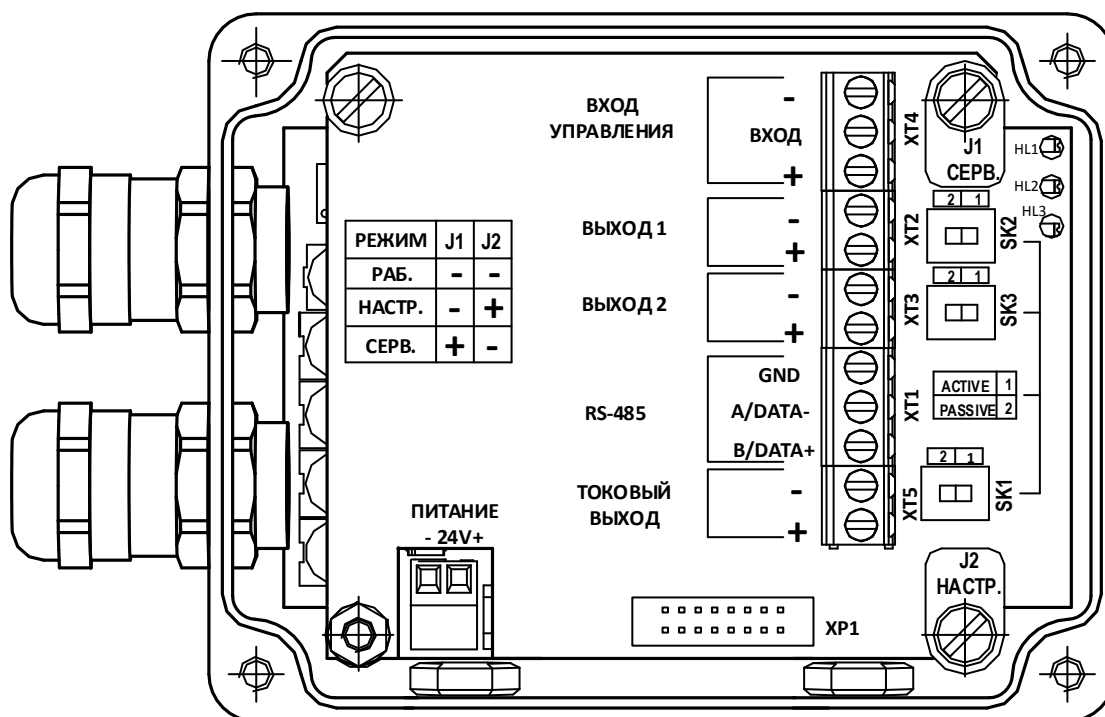 ВХОД
УПРАВЛЕНИЯ
-
ВХОД
+
XT4
J1
СЕРВ.
HL1
HL2
HL3
ВЫХОД 1
-
+
XT2
2 1
SK2
ВЫХОД 2
-
+
XT3
2 1
SK3
РЕЖИМ J1 J2
РАБ. - -
НАСТР. - +
СЕРВ. + -
RS-485
GND
A/DATA-
B/DATA+
XT1
ACTIVE 1
PASSIVE 2
ТОКОВЫЙ
ВЫХОД
-
+
XT5
2 1
SK1
ПИТАНИЕ
- 24V+
J2
НАСТР.
XP1